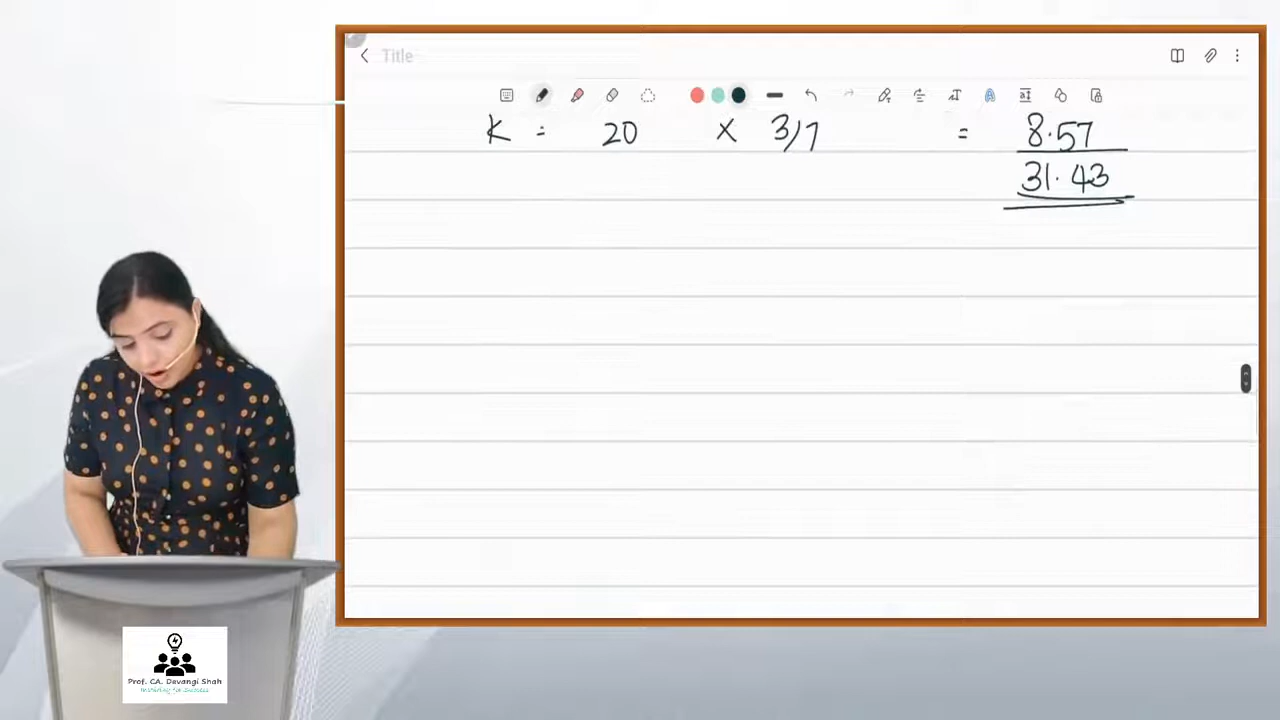 Title
K = 20 X 3/7 = 8.57
31.43
Prof. CA. Devangi Shah